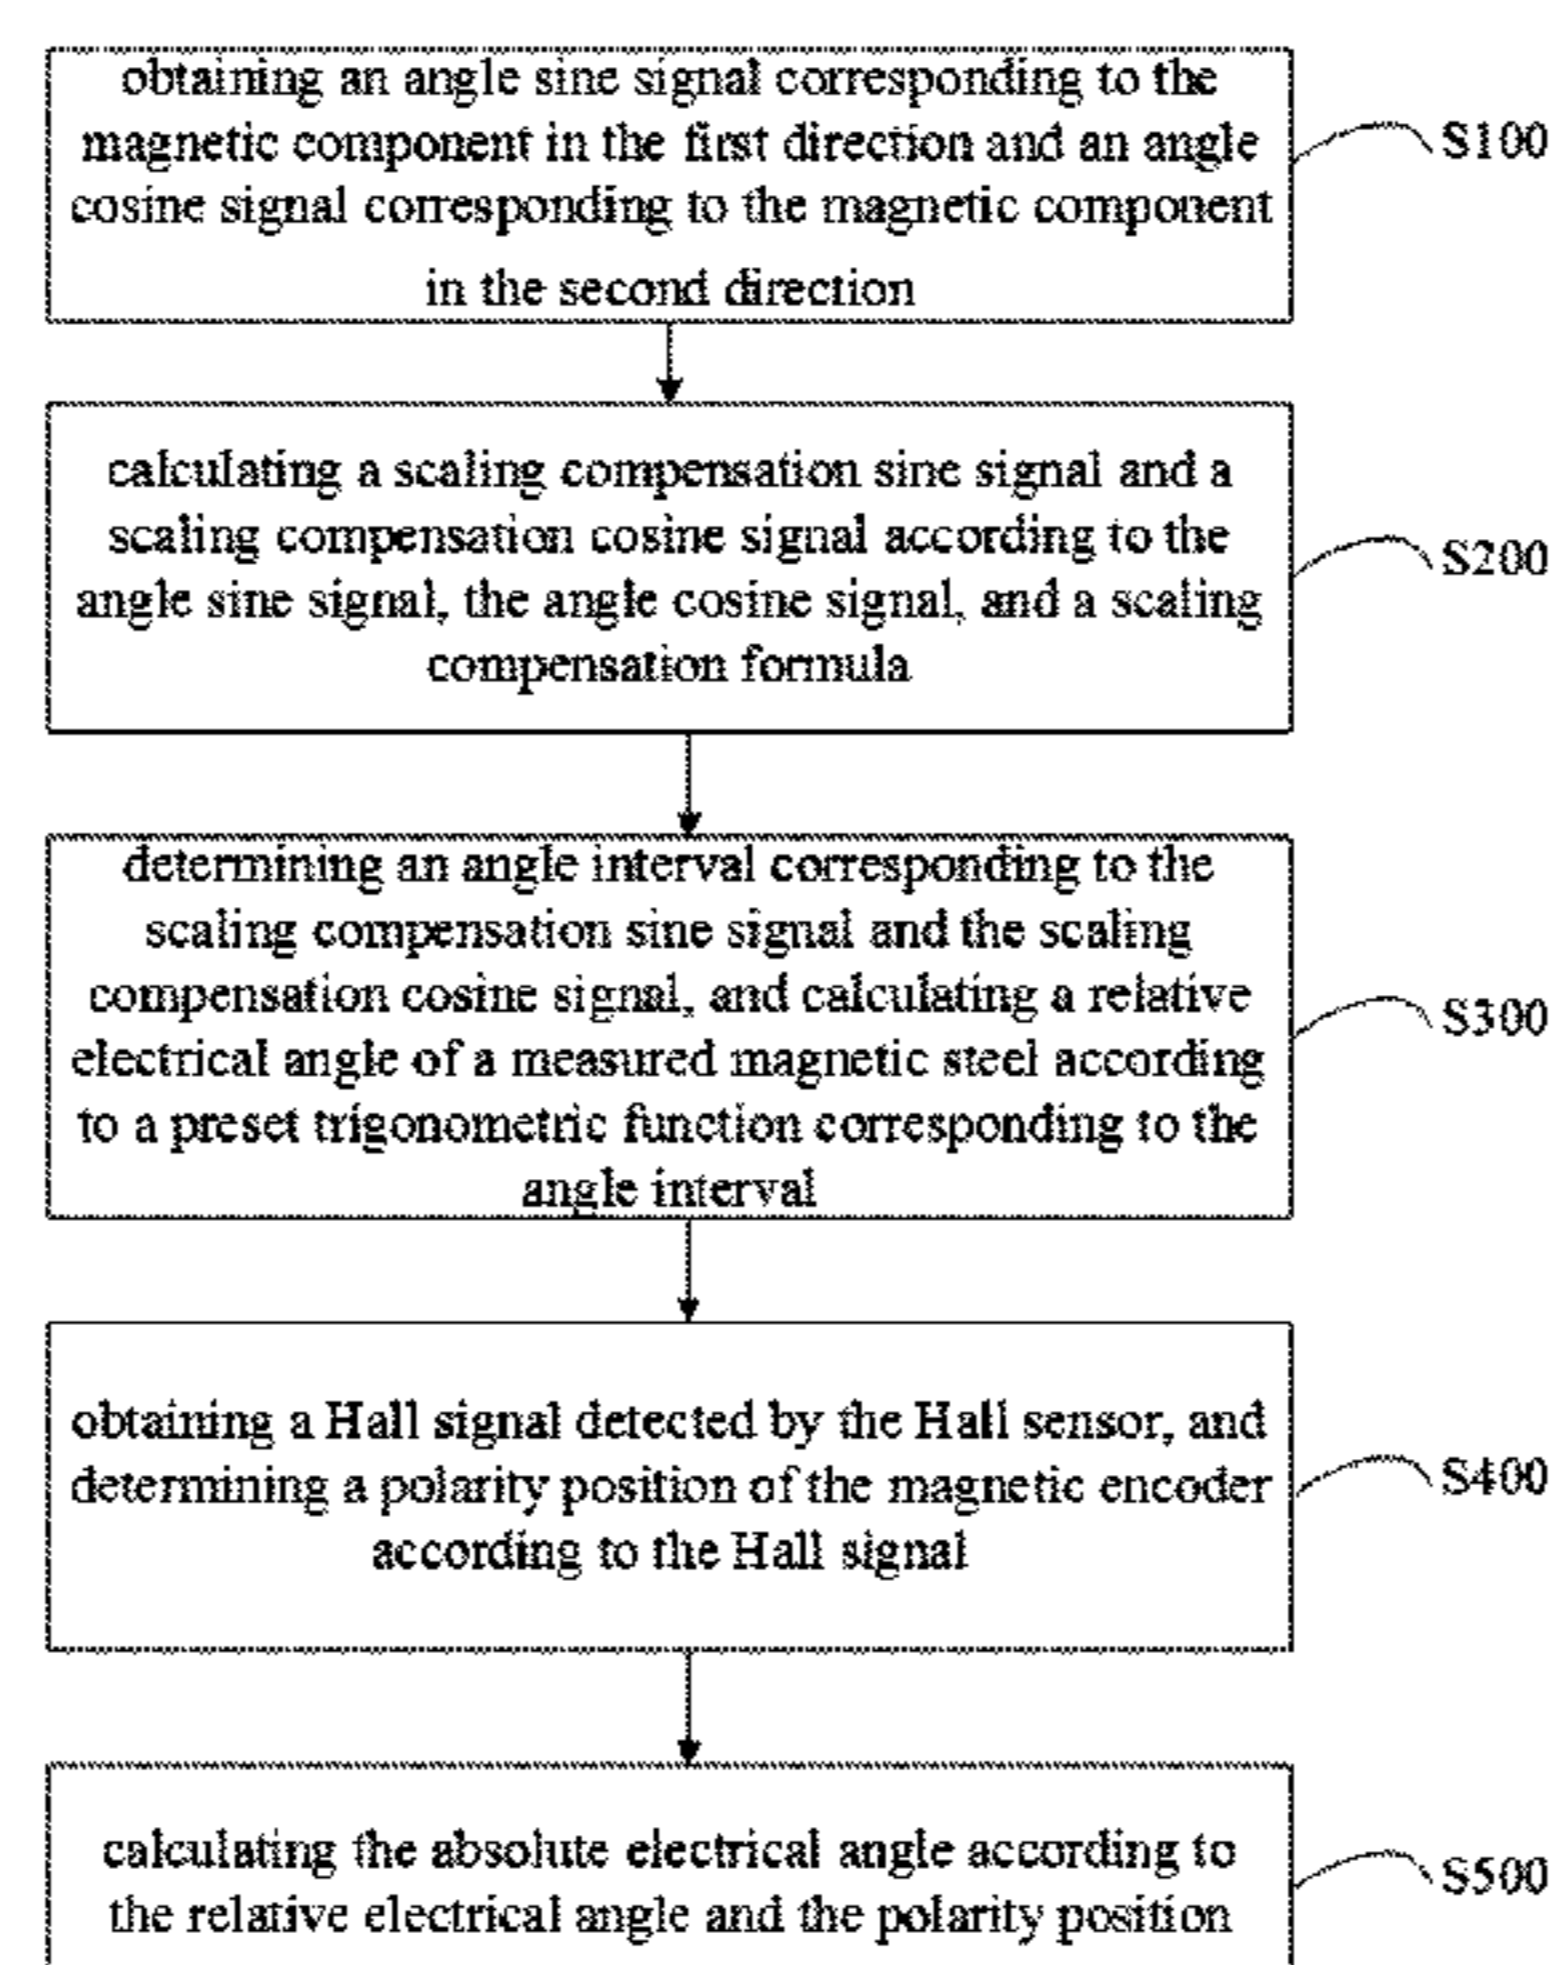 obtaining an angle sine signal corresponding to the
magnetic component in the first direction and an angle
cosine signal corresponding to the magnetic component
in the second direction
S100
calculating a scaling compensation sine signal and a
scaling compensation cosine signal according to the
angle sine signal, the angle cosine signal, and a scaling
compensation formula
S200
determining an angle interval corresponding to the
scaling compensation sine signal and the scaling
compensation cosine signal, and calculating a relative
electrical angle of a measured magnetic steel according
to a preset trigonometric function corresponding to the
angle interval
S300
obtaining a Hall signal detected by the Hall sensor, and
determining a polarity position of the magnetic encoder
according to the Hall signal
S400
calculating the absolute electrical angle according to
the relative electrical angle and the polarity position
S500